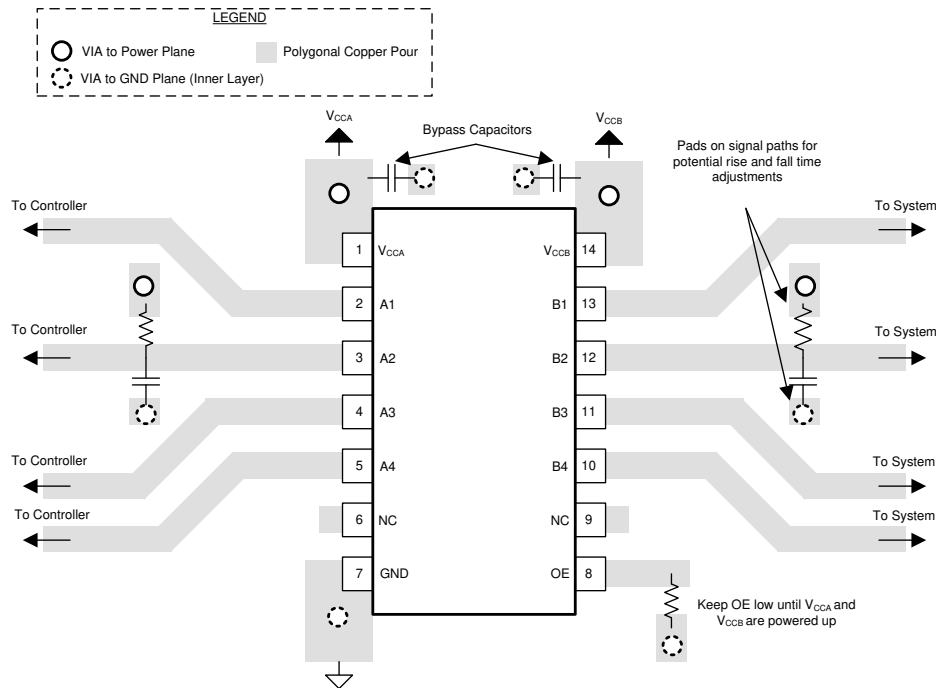 LEGEND
VIA to Power Plane
Polygonal Copper Pour
VIA to GND Plane (Inner Layer)
VCCA
Bypass Capacitors
VCCB
Pads on signal paths for
potential rise and fall time
adjustments
To Controller
To System
1 VCCA
VCCB 14
2 A1
B1 13
To Controller
To System
3 A2
B2 12
4 A3
B3 11
To Controller
To System
5 A4
B4 10
To Controller
To System
6 NC
NC 9
7 GND
OE 8
Keep OE low until VCCA and
VCCB are powered up